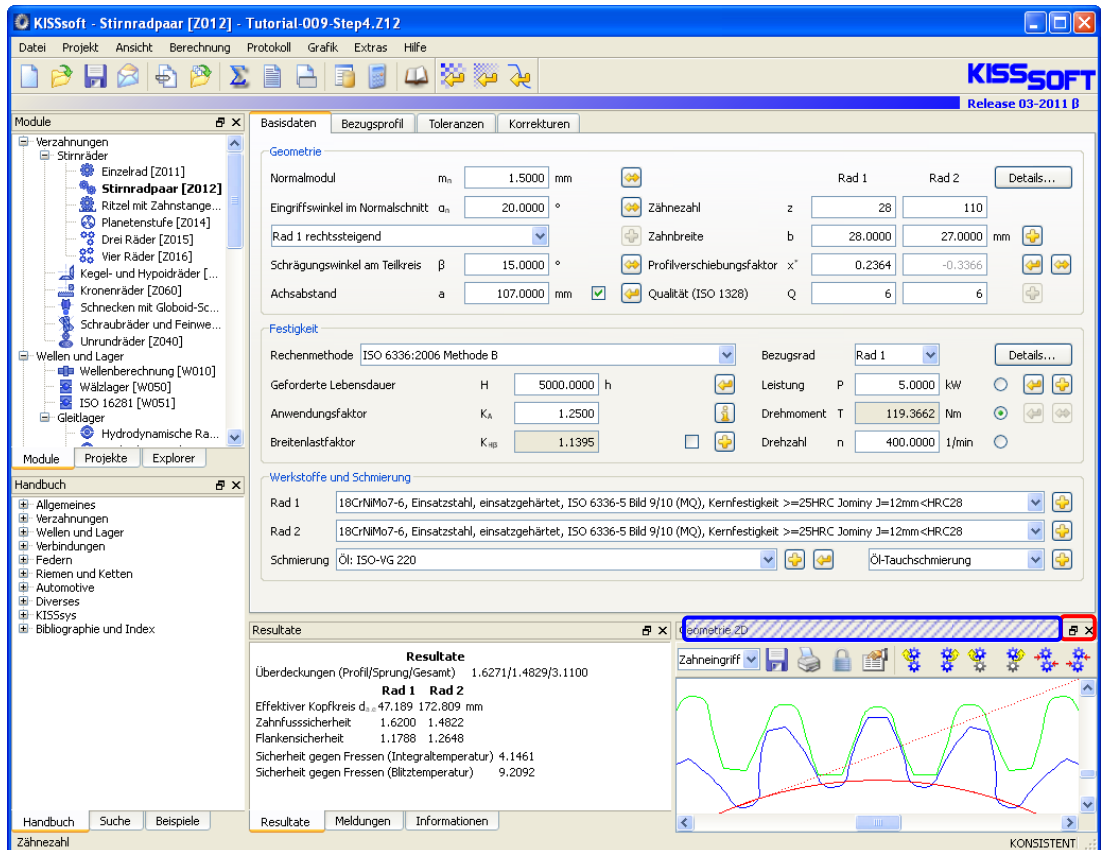 KISSsoft - Stirnradpaar [Z012] - Tutorial-009-Step4.Z12
Datei Projekt Ansicht Berechnung Protokoll Grafik Extras Hilfe
KISSsoft
Release 03-2011 β
Module
Verzahnungen
Stirnräder
Einzelrad [Z011]
Stirnradpaar [Z012]
Ritzel mit Zahnstange...
Planetenstufe [Z014]
Drei Räder [Z015]
Vier Räder [Z016]
Kegel- und Hypoidräder [...
Kronenräder [Z060]
Schnecken mit Globoid-Sc...
Schraubräder und Feinwe...
Unrundräder [Z040]
Wellen und Lager
Wellenberechnung [W010]
Wälzlager [W050]
ISO 16281 [W051]
Gleitlager
Hydrodynamische Ra...
Module Projekte Explorer
Handbuch
Allgemeines
Verzahnungen
Wellen und Lager
Verbindungen
Federn
Riemen und Ketten
Automotive
Diverses
KISSsys
Bibliographie und Index
Handbuch Suche Beispiele
Basisdaten Bezugsprofil Toleranzen Korrekturen
Geometrie
Normalmodul mn 1.5000 mm Rad 1 Rad 2 Details...
Eingriffswinkel im Normalschnitt αn 20.0000 ° Zähnezahl z 28 110
Rad 1 rechtssteigend Zahnbreite b 28.0000 27.0000 mm
Schrägungswinkel am Teilkreis β 15.0000 ° Profilverschiebungsfaktor x* 0.2364 -0.3366
Achsabstand a 107.0000 mm Qualität (ISO 1328) Q 6 6
Festigkeit
Rechenmethode ISO 6336:2006 Methode B Bezugsrad Rad 1 Details...
Geforderte Lebensdauer H 5000.0000 h Leistung P 5.0000 kW
Anwendungsfaktor KA 1.2500 Drehmoment T 119.3662 Nm
Breitenlastfaktor KHβ 1.1395 Drehzahl n 400.0000 1/min
Werkstoffe und Schmierung
Rad 1 18CrNiMo7-6, Einsatzstahl, einsatzgehärtet, ISO 6336-5 Bild 9/10 (MQ), Kernfestigkeit >=25HRC Jominy J=12mm<HRC28
Rad 2 18CrNiMo7-6, Einsatzstahl, einsatzgehärtet, ISO 6336-5 Bild 9/10 (MQ), Kernfestigkeit >=25HRC Jominy J=12mm<HRC28
Schmierung Öl: ISO-VG 220 Öl-Tauchschmierung
Resultate
Resultate
Überdeckungen (Profil/Sprung/Gesamt) 1.6271/1.4829/3.1100
Rad 1 Rad 2
Effektiver Kopfkreis da.e 47.189 172.809 mm
Zahnfusssicherheit 1.6200 1.4822
Flankensicherheit 1.1788 1.2648
Sicherheit gegen Fressen (Integraltemperatur) 4.1461
Sicherheit gegen Fressen (Blitztemperatur) 9.2092
Resultate Meldungen Informationen
Geometrie 2D
Zahneingriff
Zähnezahl
KONSISTENT